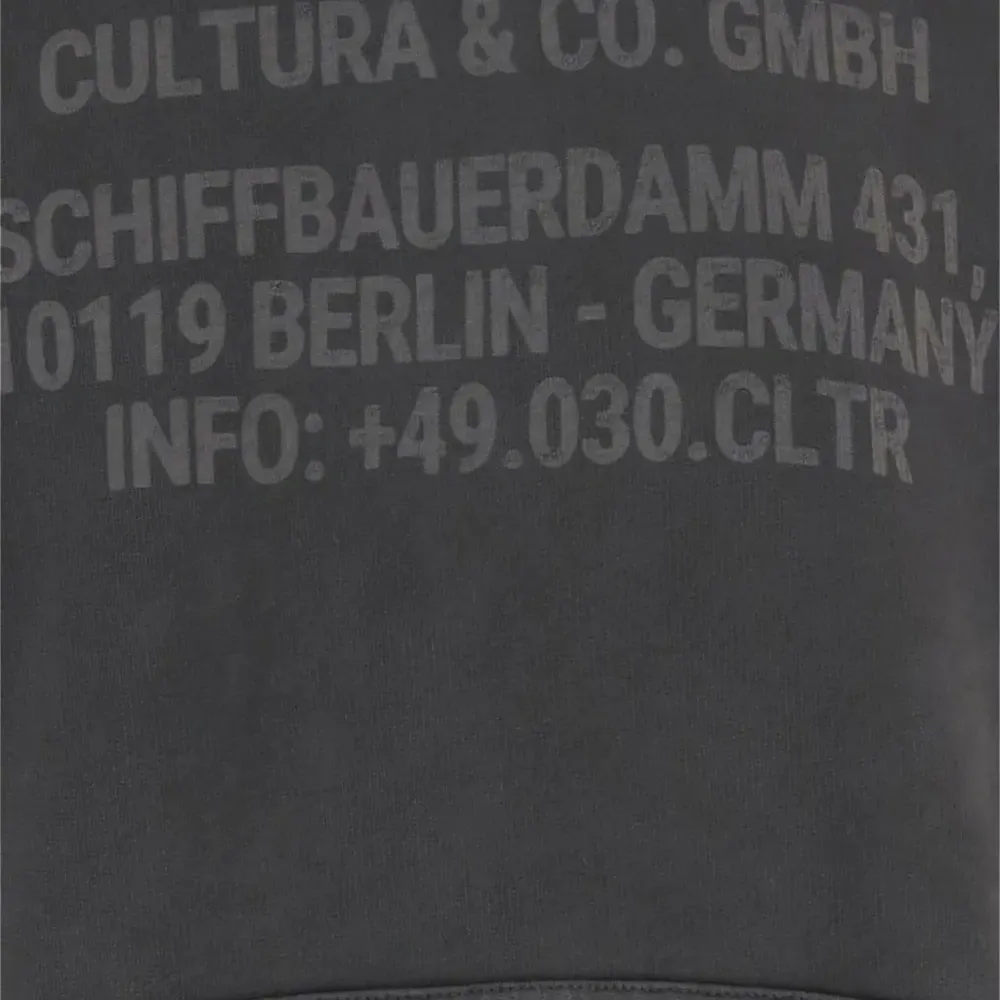 CULTURA & CO. GMBH
SCHIFFBAUERDAMM 431,
10119 BERLIN - GERMANY
INFO: +49.030.CLTR